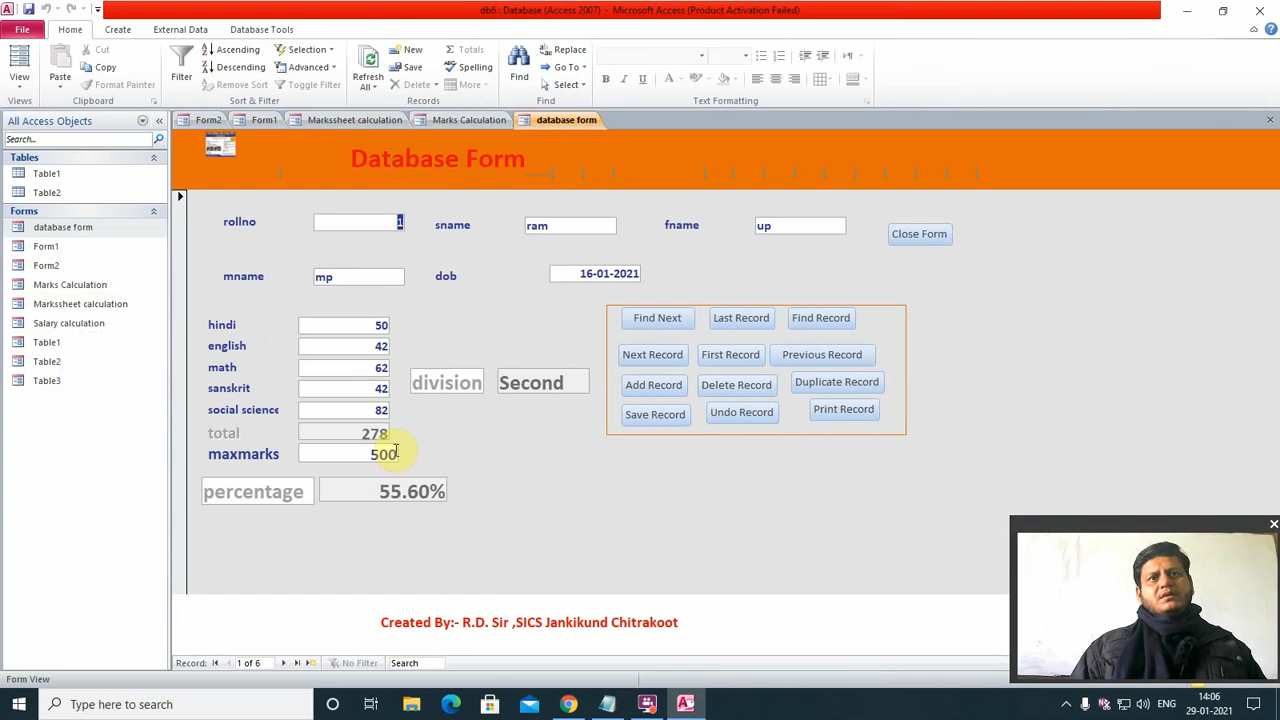 db6 : Database (Access 2007) - Microsoft Access (Product Activation Failed)
File Home Create External Data Database Tools
View
Views
Paste
Cut
Copy
Format Painter
Clipboard
Filter
Ascending
Descending
Remove Sort
Selection
Advanced
Toggle Filter
Sort & Filter
Refresh All
New
Save
Delete
Totals
Spelling
More
Records
Find
Replace
Go To
Select
Find
B I U A
Text Formatting
All Access Objects
Search...
Tables
Table1
Table2
Forms
database form
Form1
Form2
Marks Calculation
Markssheet calculation
Salary calculation
Table1
Table2
Table3
Form2 Form1 Markssheet calculation Marks Calculation database form
Database Form
rollno 1 sname ram fname up Close Form
mname mp dob 16-01-2021
hindi 50
english 42
math 62
sanskrit 42
social science 82
total 278
maxmarks 500
percentage 55.60%
division Second
Find Next Last Record Find Record
Next Record First Record Previous Record
Add Record Delete Record Duplicate Record
Save Record Undo Record Print Record
Created By:- R.D. Sir ,SICS Jankikund Chitrakoot
Record: 1 of 6 No Filter Search
Form View
Type here to search
ENG
14:06
29-01-2021